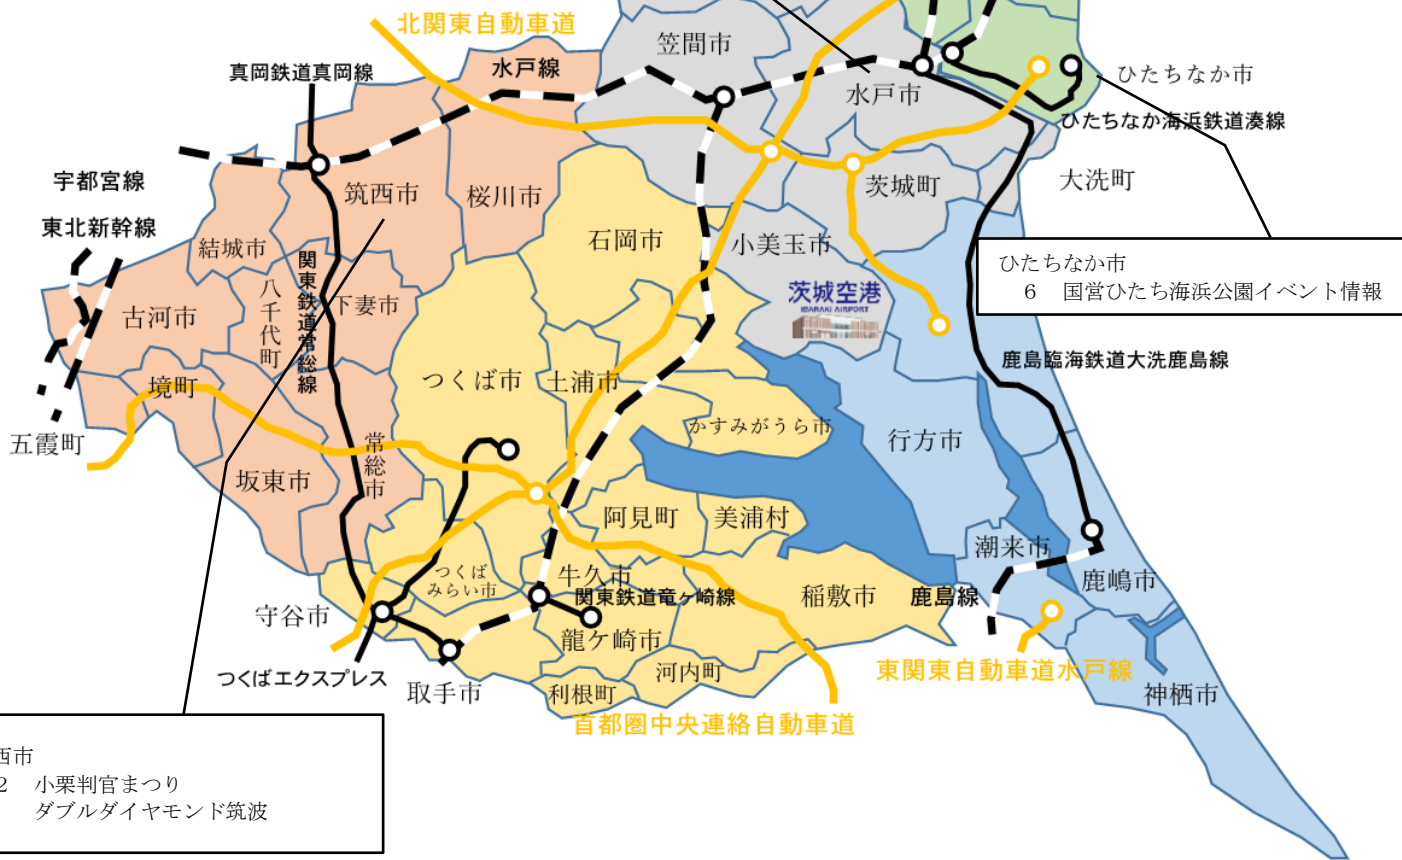 北関東自動車道
笠間市
水戸線
真岡鉄道真岡線
ひたちなか市
水戸市
ひたちなか海浜鉄道湊線
宇都宮線
筑西市
桜川市
茨城町
大洗町
東北新幹線
結城市
石岡市
小美玉市
関東鉄道常総線
八千代町
下妻市
茨城空港
IBARAKI AIRPORT
ひたちなか市
6 国営ひたち海浜公園イベント情報
古河市
鹿島臨海鉄道大洗鹿島線
境町
つくば市
土浦市
かすみがうら市
行方市
五霞町
常総市
坂東市
阿見町
美浦村
潮来市
つくば
みらい市
牛久市
関東鉄道竜ヶ崎線
稲敷市
鹿島線
鹿嶋市
守谷市
龍ケ崎市
つくばエクスプレス
取手市
利根町
河内町
東関東自動車道水戸線
神栖市
首都圏中央連絡自動車道
西市
2 小栗判官まつり
ダブルダイヤモンド筑波